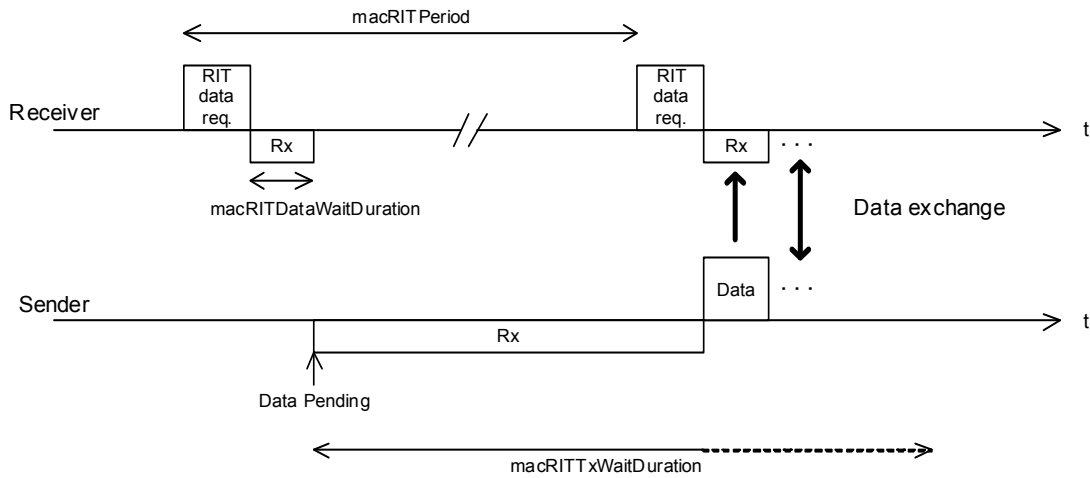 macRITPeriod
RIT
data
req.
RIT
data
req.
Receiver
t
Rx
Rx
. . .
macRITDataWaitDuration
Data exchange
Data
. . .
Sender
t
Rx
Data Pending
macRITTxWaitDuration